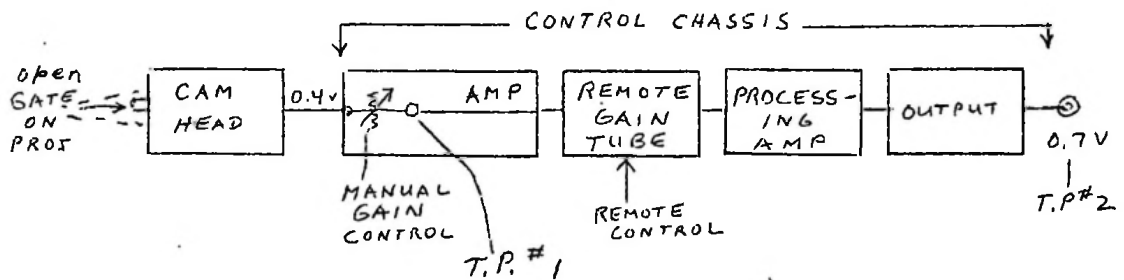 CONTROL CHASSIS
open
GATE
ON
PROJ
CAM
HEAD
0.4v
AMP
MANUAL
GAIN
CONTROL
T.P. #1
REMOTE
GAIN
TUBE
REMOTE
CONTROL
PROCESS-
ING
AMP
OUTPUT
0.7V
T.P #2